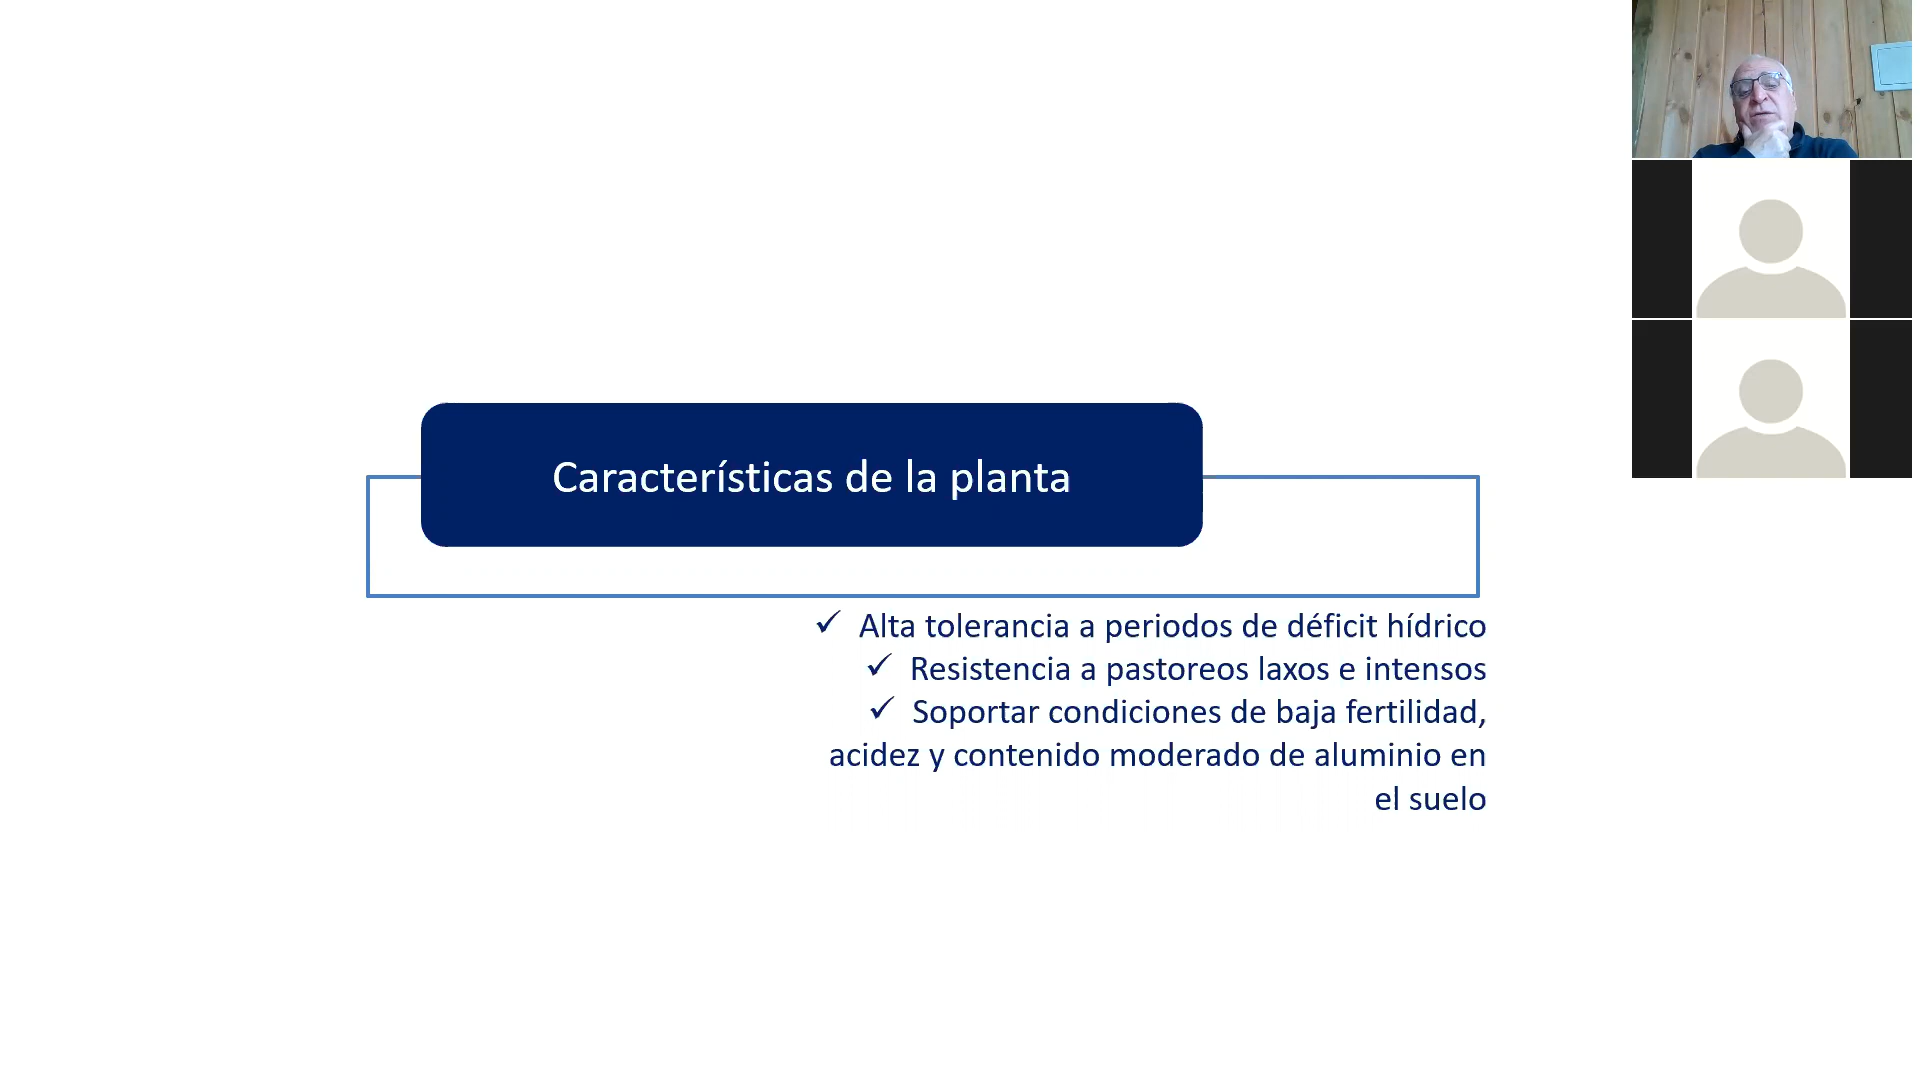 Características de la planta
✓ Alta tolerancia a periodos de déficit hídrico
✓ Resistencia a pastoreos laxos e intensos
✓ Soportar condiciones de baja fertilidad,
acidez y contenido moderado de aluminio en
el suelo